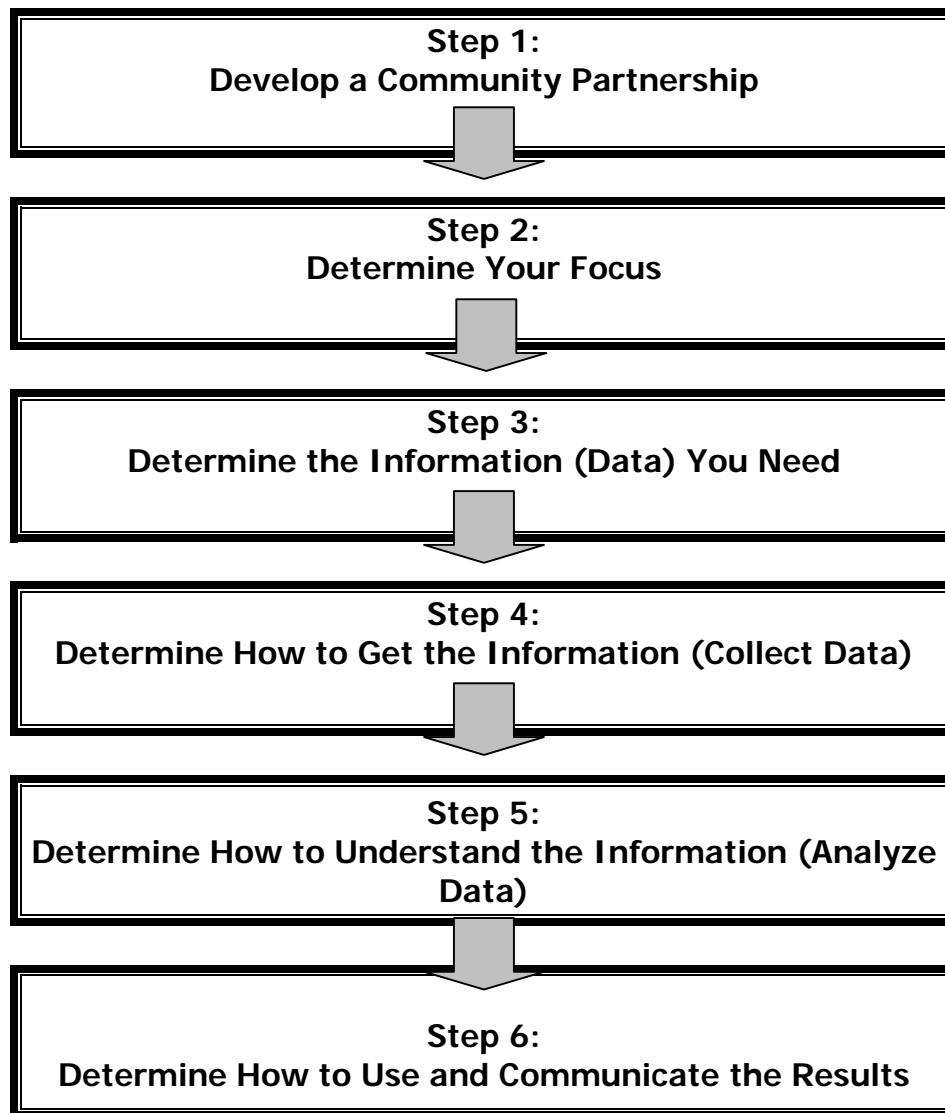 Step 1:
Develop a Community Partnership
Step 2:
Determine Your Focus
Step 3:
Determine the Information (Data) You Need
Step 4:
Determine How to Get the Information (Collect Data)
Step 5:
Determine How to Understand the Information (Analyze
Data)
Step 6:
Determine How to Use and Communicate the Results